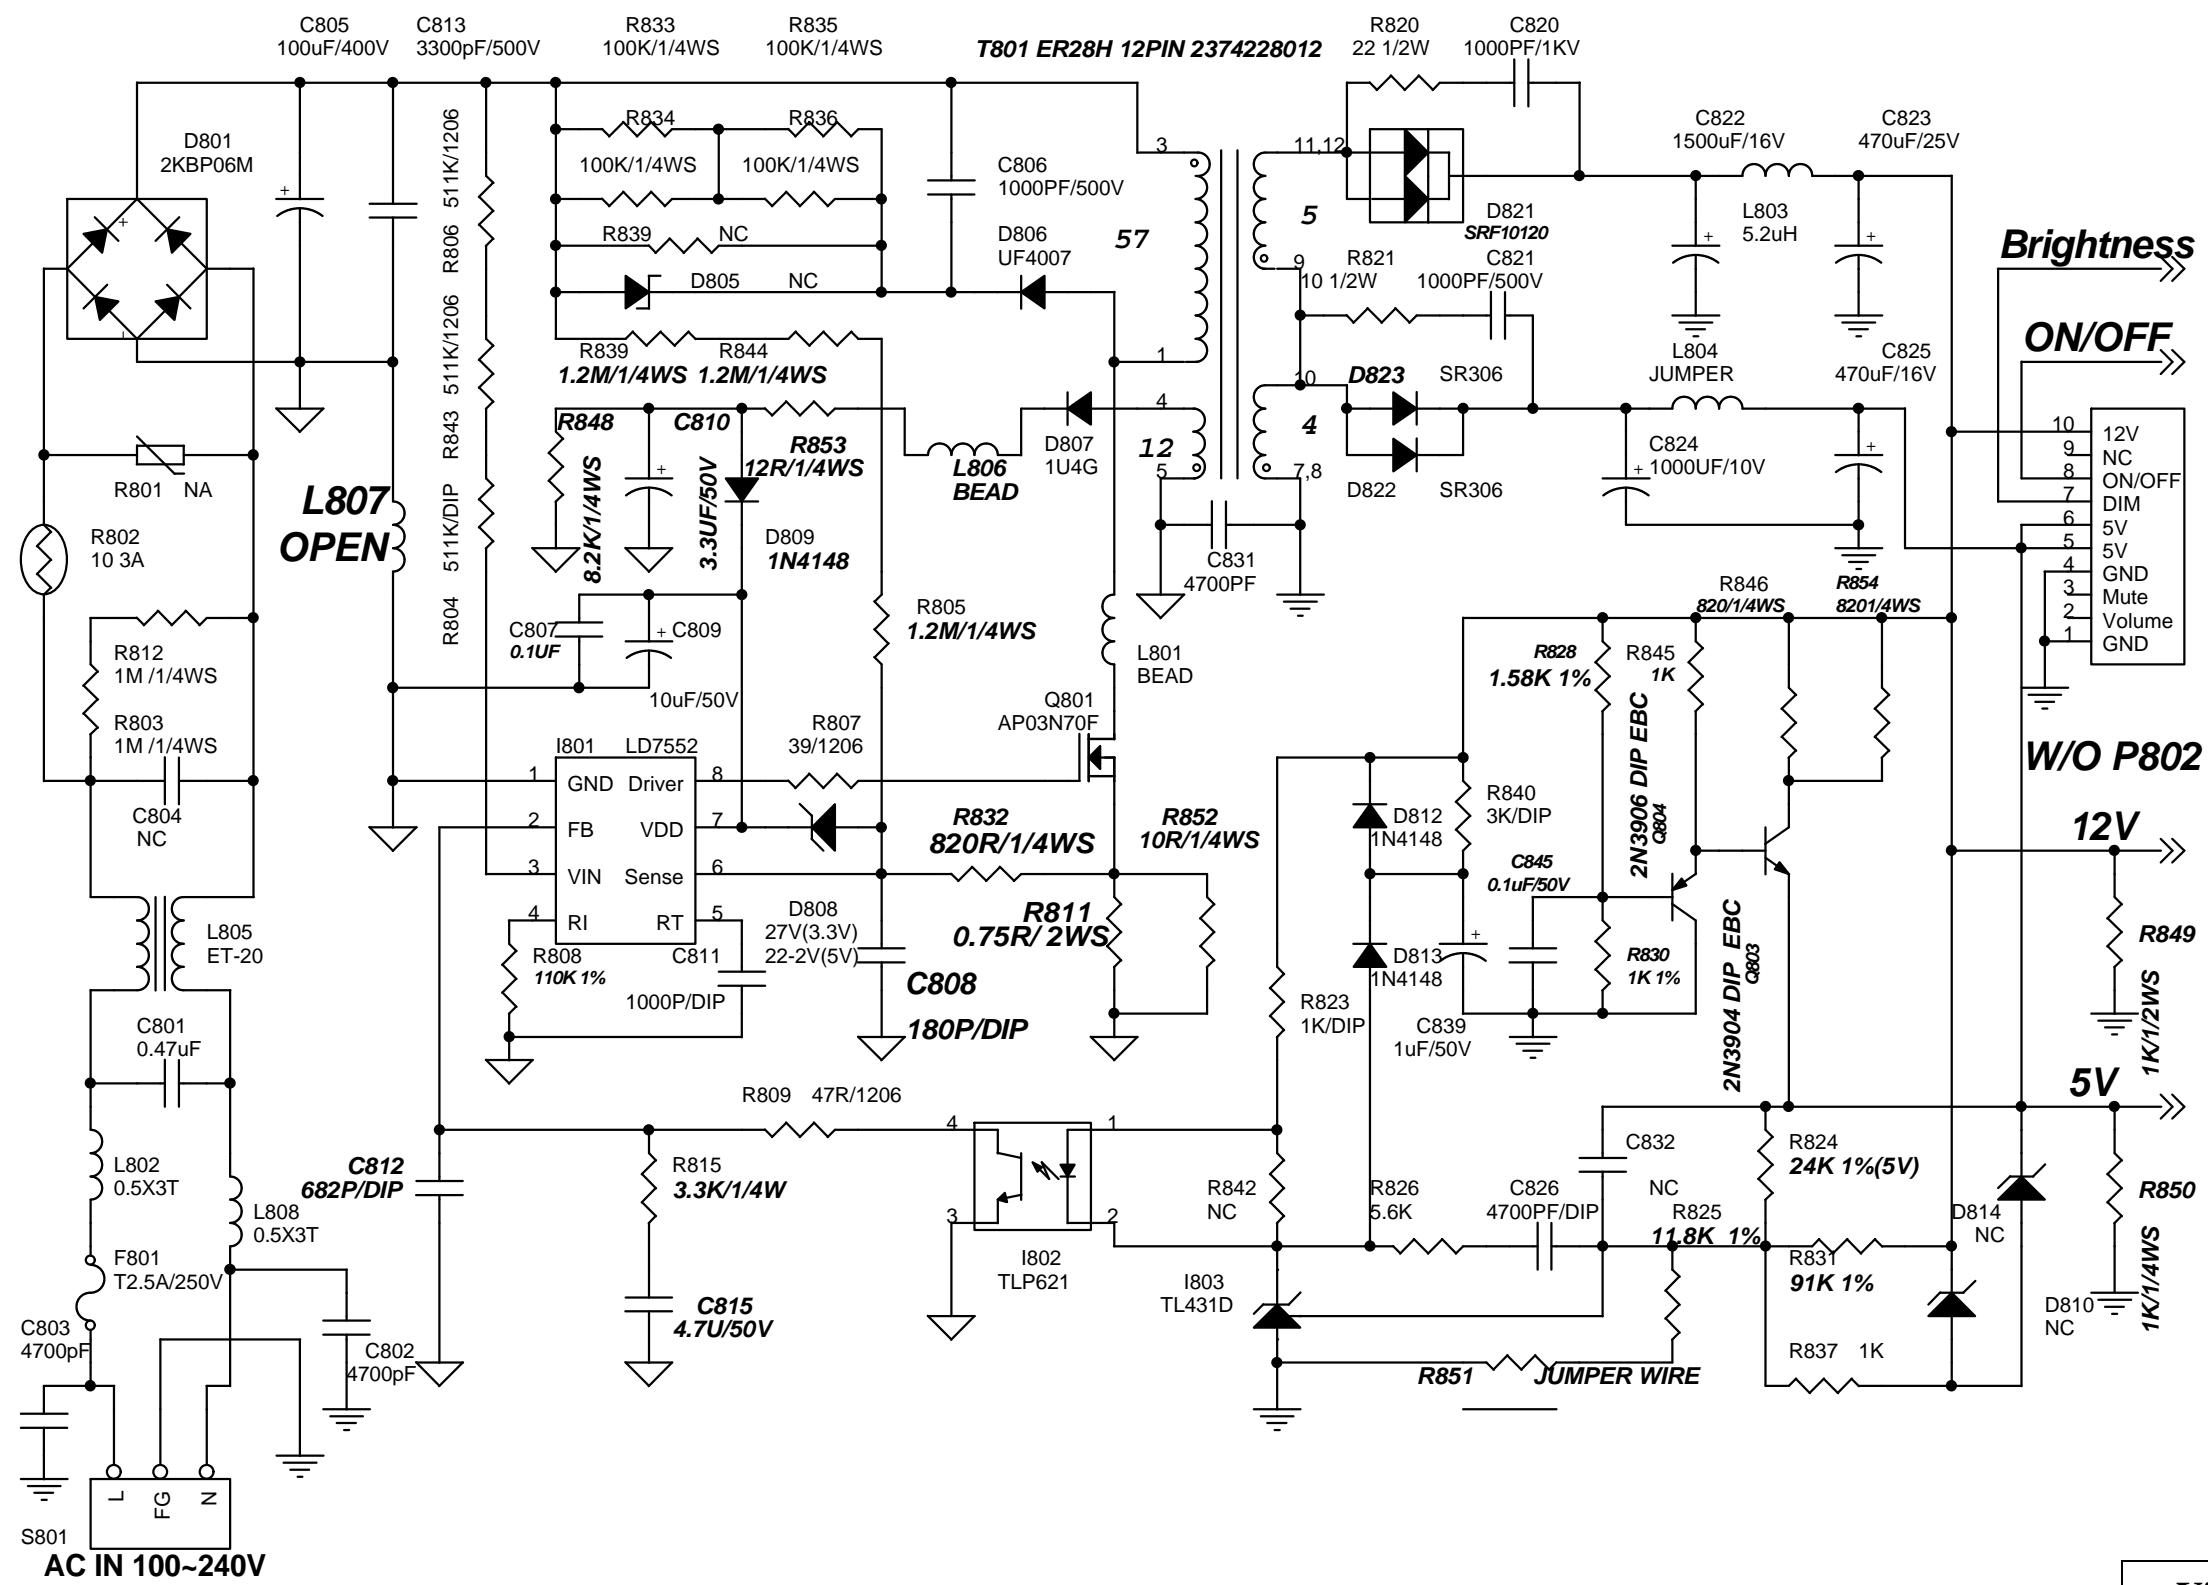 C805
100uF/400V
C813
3300pF/500V
R833
100K/1/4WS
R835
100K/1/4WS
T801 ER28H 12PIN 2374228012
R820
22 1/2W
C820
1000PF/1KV
D801
2KBP06M
+
-
+
R806 511K/1206
R843 511K/1206
R804 511K/DIP
R834
100K/1/4WS
R836
100K/1/4WS
R839 NC
D805 NC
C806
1000PF/500V
D806
UF4007
3
57
1
11,12
5
9
D821
SRF10120
C822
1500uF/16V
C823
470uF/25V
L803
5.2uH
+
+
Brightness
ON/OFF
R821
10 1/2W
C821
1000PF/500V
R839
1.2M/1/4WS
R844
1.2M/1/4WS
4
12
5
10
4
7,8
D823 SR306
D822 SR306
L804
JUMPER
C825
470uF/16V
C824
1000UF/10V
+
+
R801 NA
R802
10 3A
L807
OPEN
R848
8.2K/1/4WS
C810
3.3UF/50V
+
R853
12R/1/4WS
D809
1N4148
L806
BEAD
D807
1U4G
C831
4700PF
10 12V
9 NC
8 ON/OFF
7 DIM
6 5V
5 5V
4 GND
3 Mute
2 Volume
1 GND
R812
1M /1/4WS
R803
1M /1/4WS
C804
NC
C807
0.1UF
+
C809
10uF/50V
R805
1.2M/1/4WS
L801
BEAD
Q801
AP03N70F
R807
39/1206
I801 LD7552
1 GND Driver 8
2 FB VDD 7
3 VIN Sense 6
4 RI RT 5
R832
820R/1/4WS
R852
10R/1/4WS
R811
0.75R/ 2WS
D808
27V(3.3V)
22-2V(5V)
C808
180P/DIP
R808
110K 1%
C811
1000P/DIP
R846
820/1/4WS
R854
8201/4WS
R828
1.58K 1%
R845
1K
2N3906 DIP EBC
Q804
2N3904 DIP EBC
Q803
D812
1N4148
R840
3K/DIP
C845
0.1uF/50V
D813
1N4148
+
C839
1uF/50V
R830
1K 1%
R823
1K/DIP
W/O P802
12V
R849
1K/1/2WS
5V
R850
1K/1/4WS
L805
ET-20
C801
0.47uF
L802
0.5X3T
L808
0.5X3T
F801
T2.5A/250V
C803
4700pF
C802
4700pF
L
FG
N
S801
AC IN 100~240V
R809 47R/1206
C812
682P/DIP
R815
3.3K/1/4W
C815
4.7U/50V
4
3
1
2
I802
TLP621
R842
NC
R826
5.6K
C826
4700PF/DIP
C832
NC
R825
11.8K 1%
R824
24K 1%(5V)
R831
91K 1%
R837 1K
D814
NC
D810
NC
I803
TL431D
R851 JUMPER WIRE